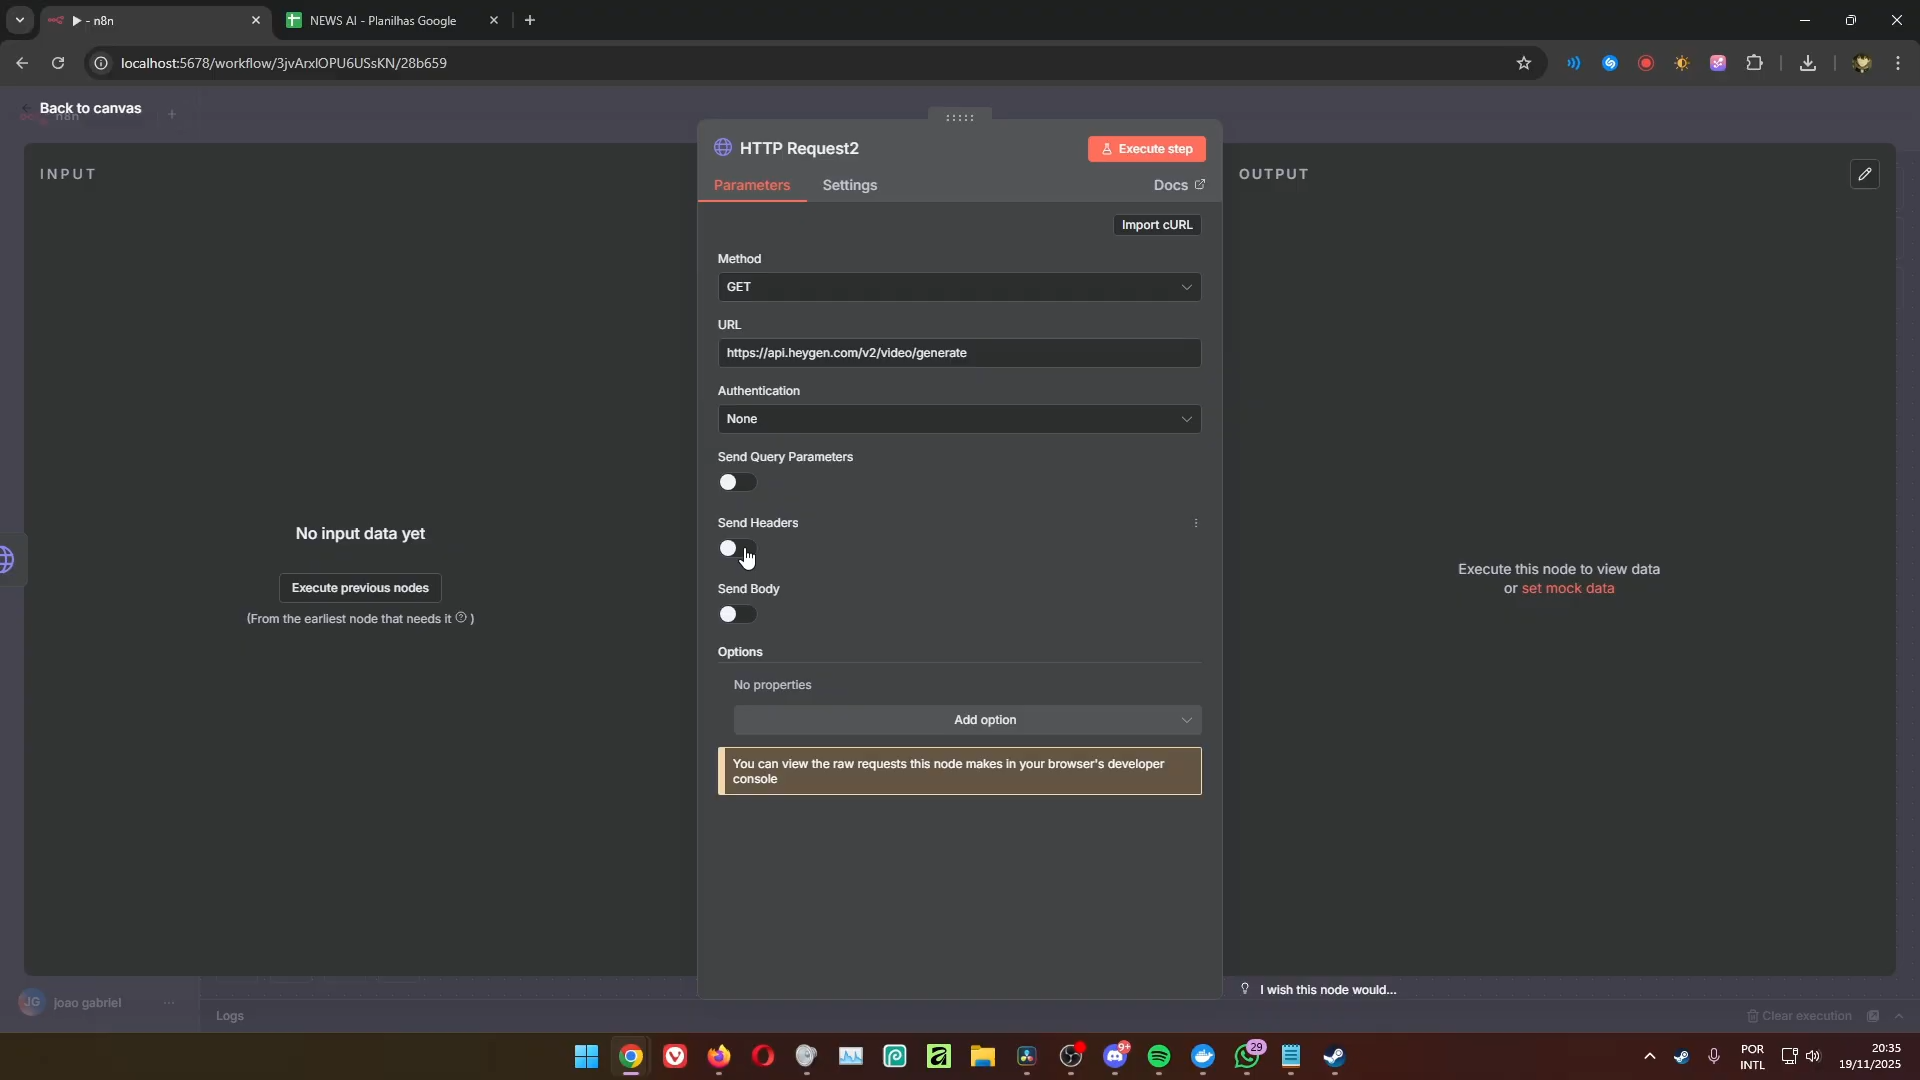 ▶ - n8n
NEWS AI - Planilhas Google
localhost:5678/workflow/3jvArxlOPU6USsKN/28b659
Back to canvas
n8n
INPUT
HTTP Request2
Execute step
OUTPUT
Parameters
Settings
Docs
Import cURL
Method
GET
URL
https://api.heygen.com/v2/video/generate
Authentication
None
Send Query Parameters
Send Headers
No input data yet
Execute previous nodes
(From the earliest node that needs it ? )
Execute this node to view data
or set mock data
Send Body
Options
No properties
Add option
You can view the raw requests this node makes in your browser's developer
console
I wish this node would...
JG
joao gabriel
Logs
Clear execution
9+
29
POR
INTL
20:35
19/11/2025